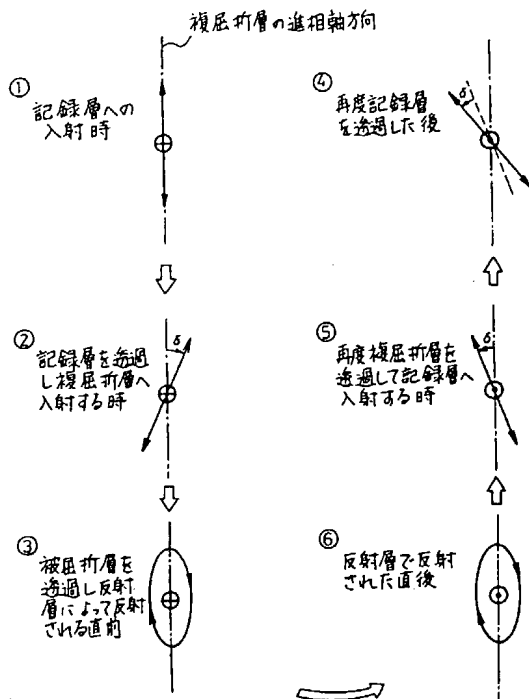 複屈折層の進相軸方向
①
記録層への
入射時
②
記録層を透過
し複屈折層へ
入射する時
δ
③
被屈折層を
透過し反射
層によって反射
される直前
④
再度記録層
を透過した後
δ
⑤
再度複屈折層を
透過して記録層へ
入射する時
δ
⑥
反射層で反射
された直後